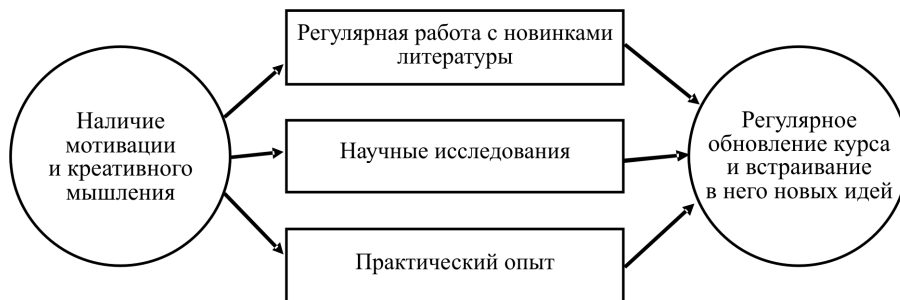 Наличие
мотивации
и креативного
мышления
Регулярная работа с новинками
литературы
Научные исследования
Практический опыт
Регулярное
обновление курса
и встраивание
в него новых идей